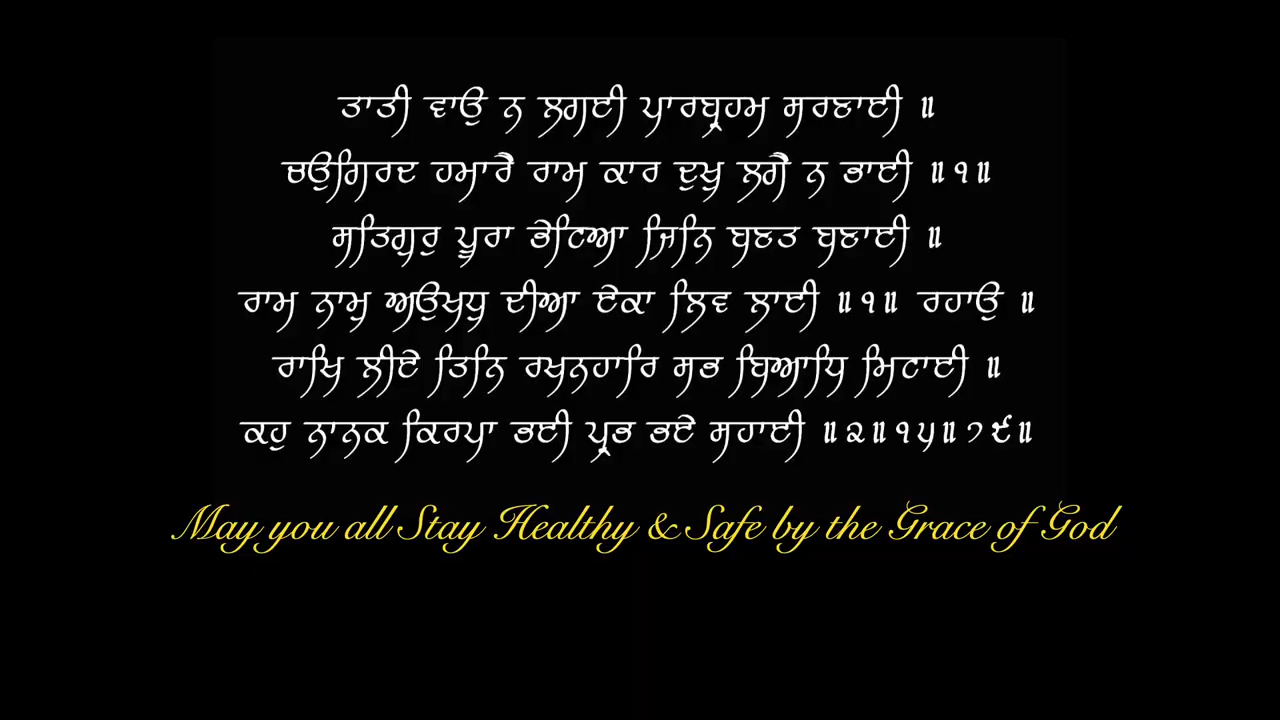 ਤਾਤੀ ਵਾਉ ਨ ਲਗਈ ਪਾਰਬ੍ਰਹਮ ਸਰਣਾਈ ॥
ਚਉਗਿਰਦ ਹਮਾਰੈ ਰਾਮ ਕਾਰ ਦੁਖੁ ਲਗੈ ਨ ਭਾਈ ॥੧॥
ਸਤਿਗੁਰੁ ਪੂਰਾ ਭੇਟਿਆ ਜਿਨਿ ਬਣਤ ਬਣਾਈ ॥
ਰਾਮ ਨਾਮੁ ਅਉਖਧੁ ਦੀਆ ਏਕਾ ਲਿਵ ਲਾਈ ॥੧॥ ਰਹਾਉ ॥
ਰਾਖਿ ਲੀਏ ਤਿਨਿ ਰਖਨਹਾਰਿ ਸਭ ਬਿਆਧਿ ਮਿਟਾਈ ॥
ਕਹੁ ਨਾਨਕ ਕਿਰਪਾ ਭਈ ਪ੍ਰਭ ਭਏ ਸਹਾਈ ॥੨॥੧੫॥੭੯॥
May you all Stay Healthy & Safe by the Grace of God